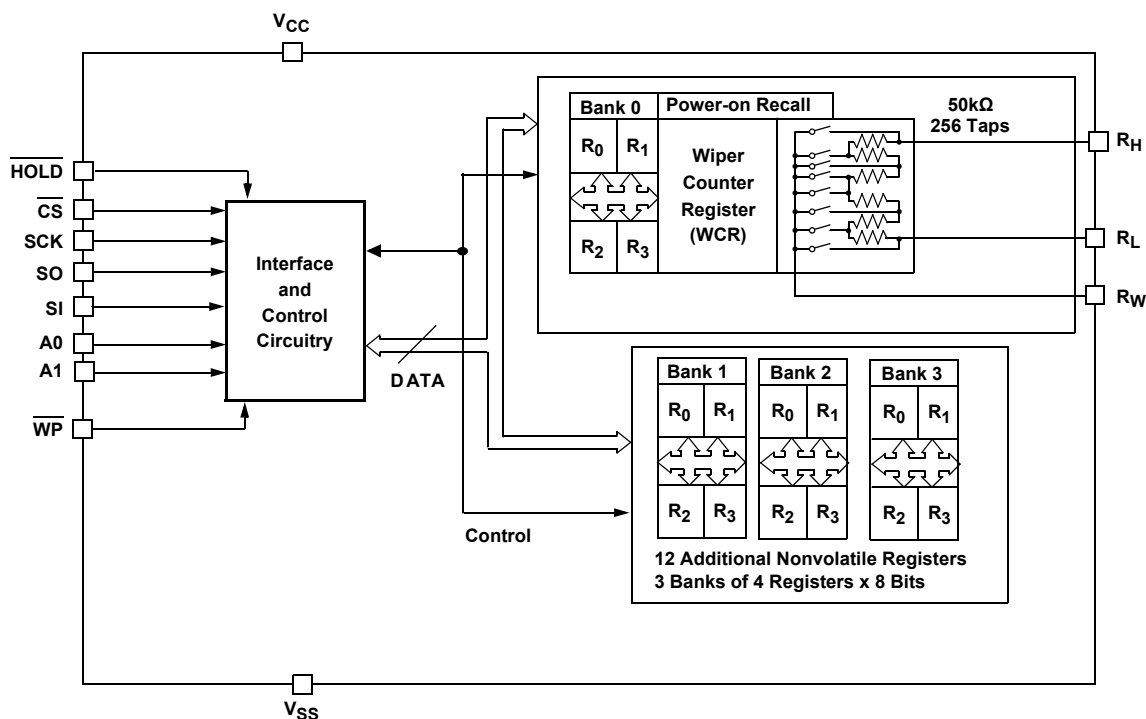 VCC
Bank 0
Power-on Recall
50kΩ
256 Taps
R0
R1
Wiper
Counter
Register
(WCR)
R2
R3
RH
RL
RW
HOLD
CS
SCK
SO
SI
A0
A1
WP
Interface
and
Control
Circuitry
DATA
Control
Bank 1
R0
R1
R2
R3
Bank 2
R0
R1
R2
R3
Bank 3
R0
R1
R2
R3
12 Additional Nonvolatile Registers
3 Banks of 4 Registers x 8 Bits
VSS